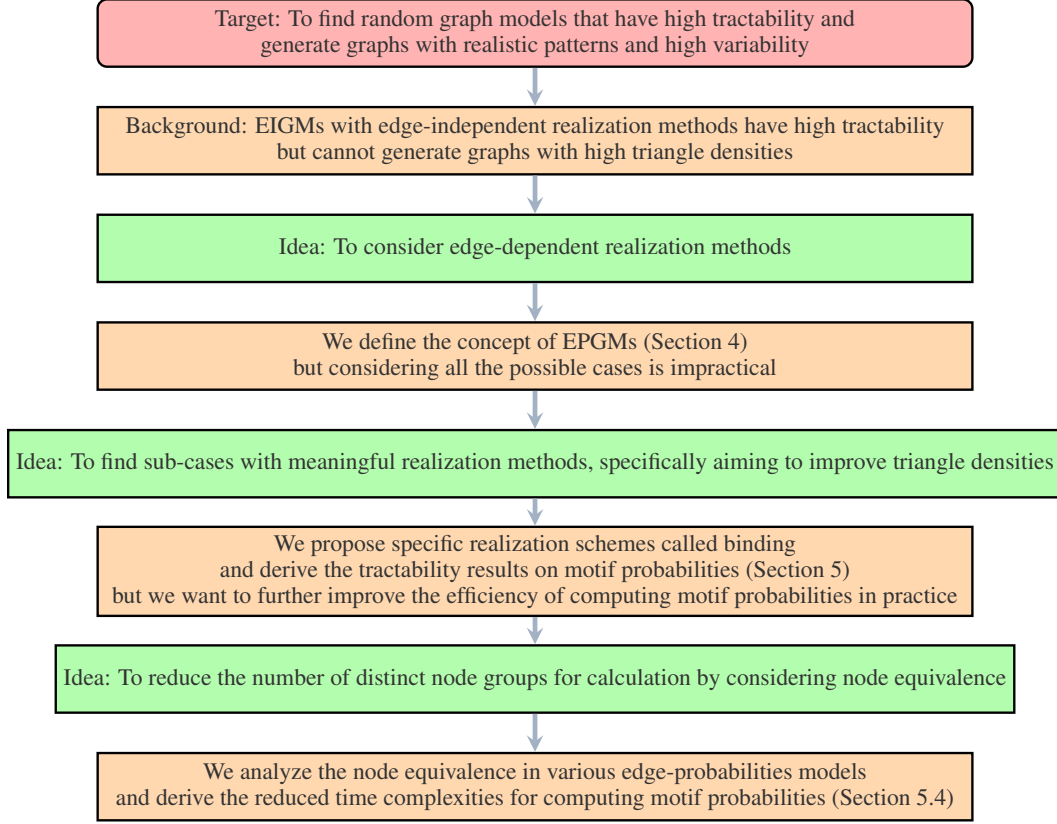 Target: To find random graph models that have high tractability and
generate graphs with realistic patterns and high variability
Background: EIGMs with edge-independent realization methods have high tractability
but cannot generate graphs with high triangle densities
Idea: To consider edge-dependent realization methods
We define the concept of EPGMs (Section 4)
but considering all the possible cases is impractical
Idea: To find sub-cases with meaningful realization methods, specifically aiming to improve triangle densities
We propose specific realization schemes called binding
and derive the tractability results on motif probabilities (Section 5)
but we want to further improve the efficiency of computing motif probabilities in practice
Idea: To reduce the number of distinct node groups for calculation by considering node equivalence
We analyze the node equivalence in various edge-probabilities models
and derive the reduced time complexities for computing motif probabilities (Section 5.4)